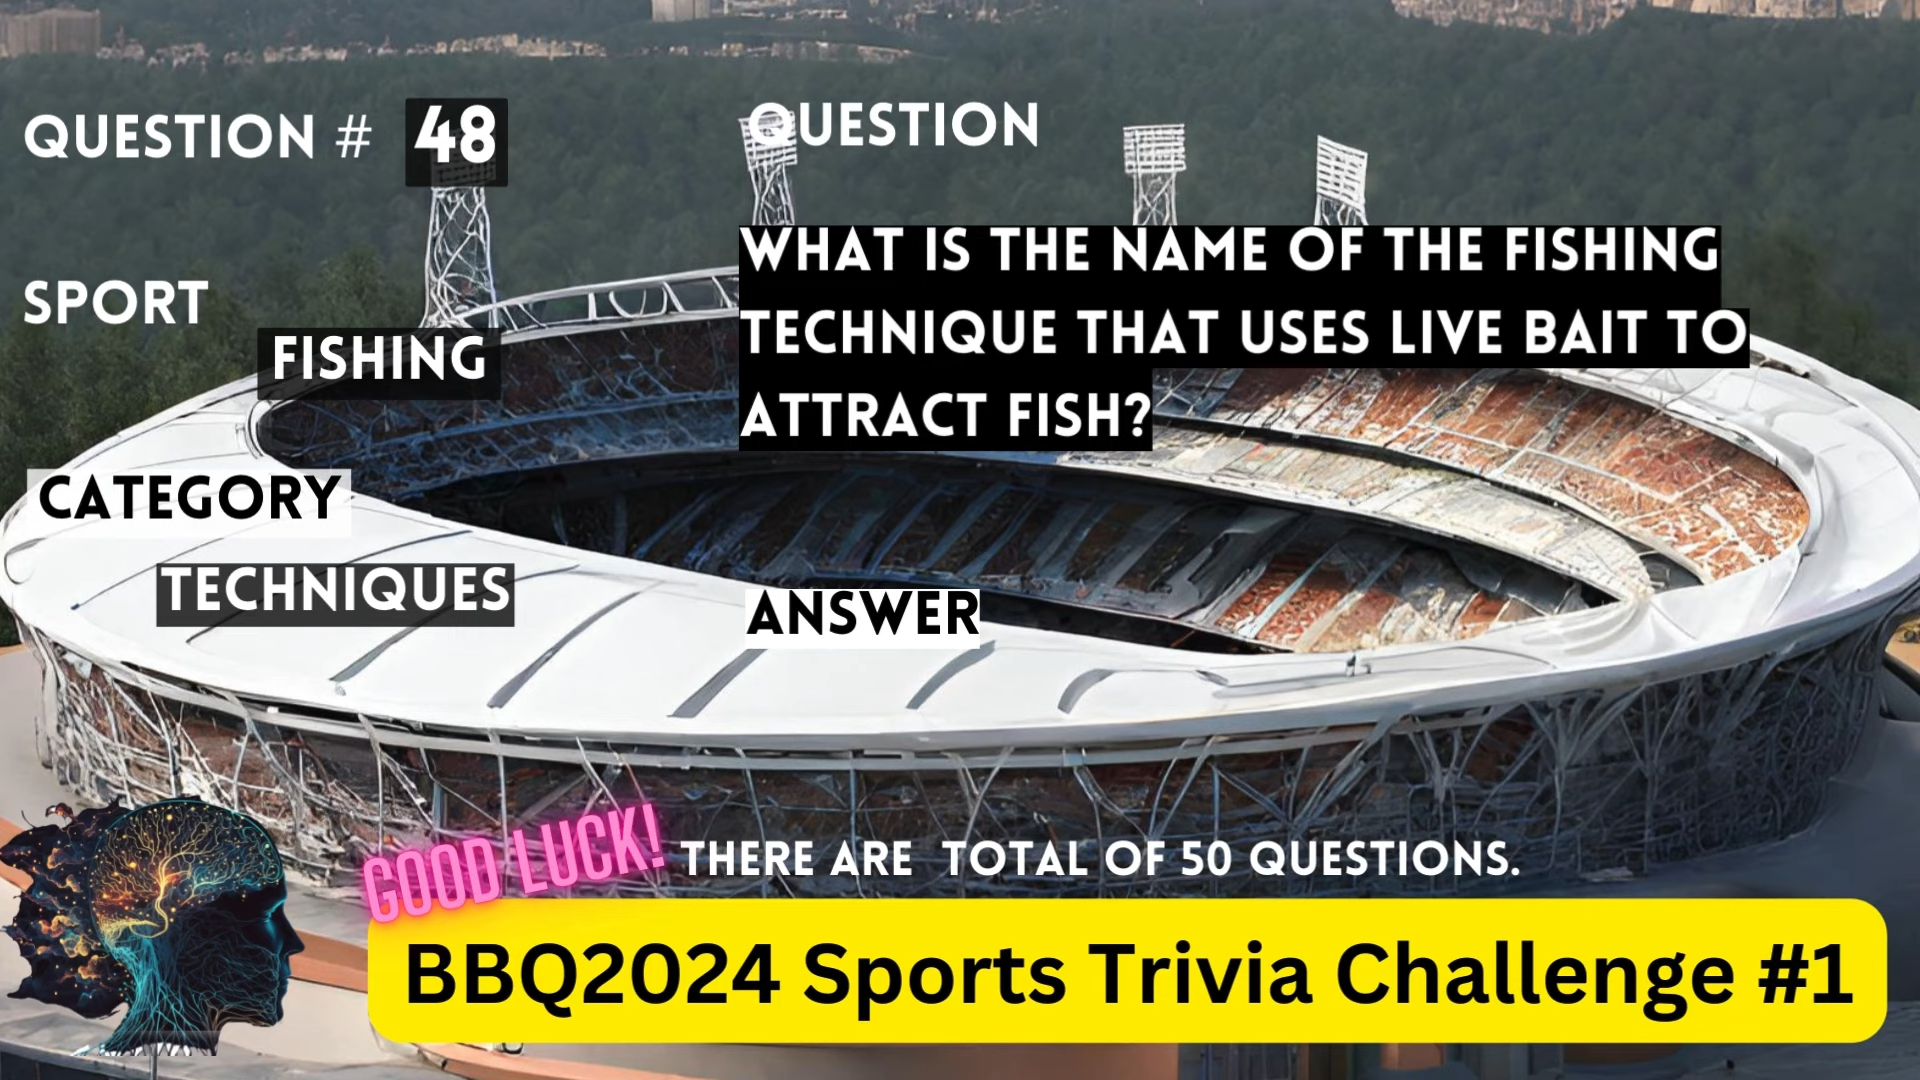 QUESTION # 48
SPORT
FISHING
CATEGORY
TECHNIQUES
QUESTION
WHAT IS THE NAME OF THE FISHING
TECHNIQUE THAT USES LIVE BAIT TO
ATTRACT FISH?
ANSWER
GOOD LUCK!
THERE ARE TOTAL OF 50 QUESTIONS.
BBQ2024 Sports Trivia Challenge #1